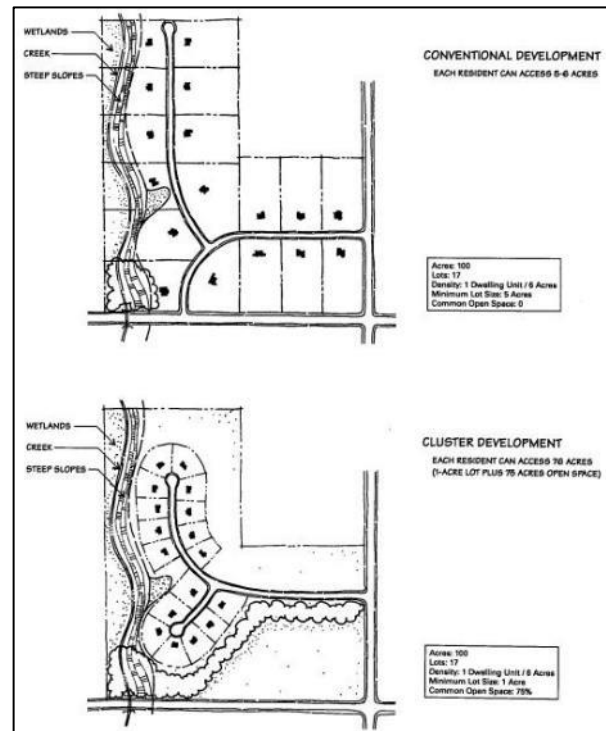 WETLANDS
CREEK
STEEP SLOPES
CONVENTIONAL DEVELOPMENT
EACH RESIDENT CAN ACCESS 5-6 ACRES
Acres: 100
Lots: 17
Density: 1 Dwelling Unit / 6 Acres
Minimum Lot Size: 5 Acres
Common Open Space: 0
WETLANDS
CREEK
STEEP SLOPES
CLUSTER DEVELOPMENT
EACH RESIDENT CAN ACCESS 76 ACRES
(1-ACRE LOT PLUS 75 ACRES OPEN SPACE)
Acres: 100
Lots: 17
Density: 1 Dwelling Unit / 6 Acres
Minimum Lot Size: 1 Acre
Common Open Space: 75%